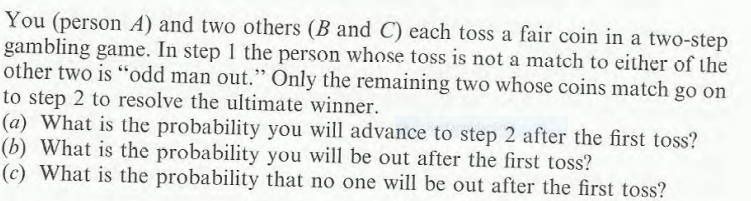 You (person A) and two others (B and C) each toss a fair coin in a two-step
gambling game. In step 1 the person whose toss is not a match to either of the
other two is “odd man out.” Only the remaining two whose coins match go on
to step 2 to resolve the ultimate winner.
(a) What is the probability you will advance to step 2 after the first toss?
(b) What is the probability you will be out after the first toss?
(c) What is the probability that no one will be out after the first toss?